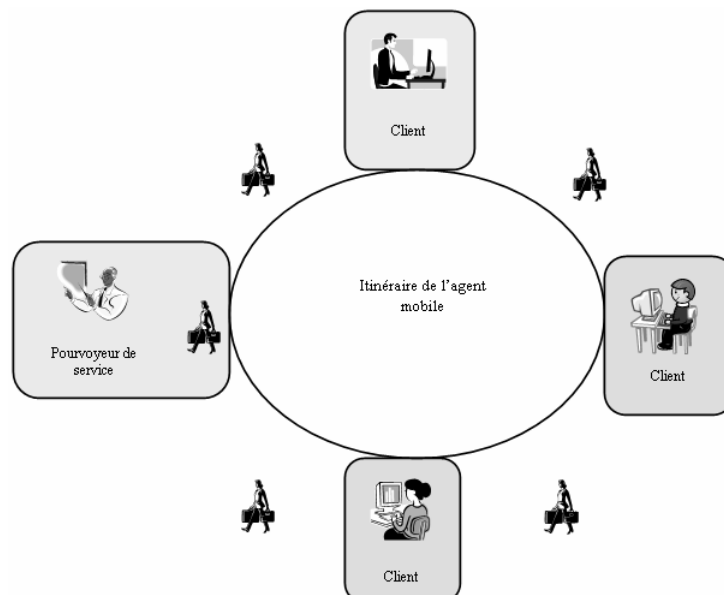 Client
Itinéraire de l'agent
mobile
Pourvoyeur de
service
Client
Client